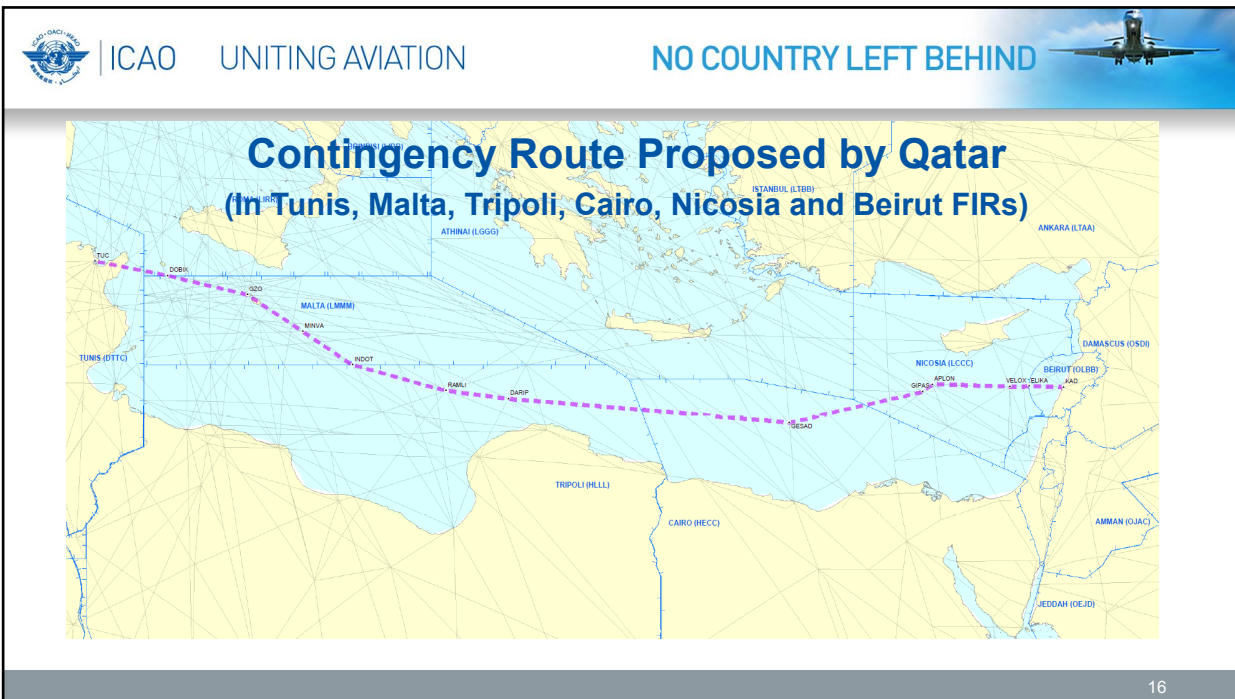 ICAO · OACI · ИКАО
ICAO
UNITING AVIATION
NO COUNTRY LEFT BEHIND
Contingency Route Proposed by Qatar
(In Tunis, Malta, Tripoli, Cairo, Nicosia and Beirut FIRs)
ISTANBUL (LTBB)
ATHINAI (LGGG)
ANKARA (LTAA)
TUC
DOBIX
GZO
MALTA (LMMM)
MINVA
TUNIS (DTTC)
INDOT
RAMLI
DARIP
GESAD
GIPAS
APLON
NICOSIA (LCCC)
VELOX
ELIKA
KAD
DAMASCUS (OSDI)
BEIRUT (OLBB)
TRIPOLI (HLLL)
CAIRO (HECC)
AMMAN (OJAC)
JEDDAH (OEJD)
16